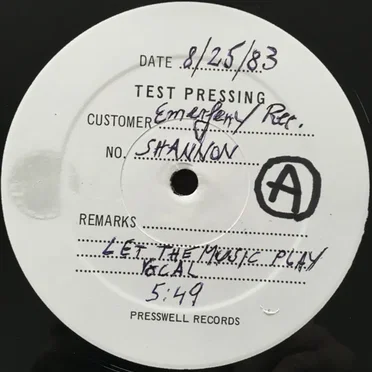 DATE 8/25/83
TEST PRESSING
CUSTOMER Emergency Rec.
NO. SHANNON
A
REMARKS
LET THE MUSIC PLAY
VOCAL
5:49
PRESSWELL RECORDS